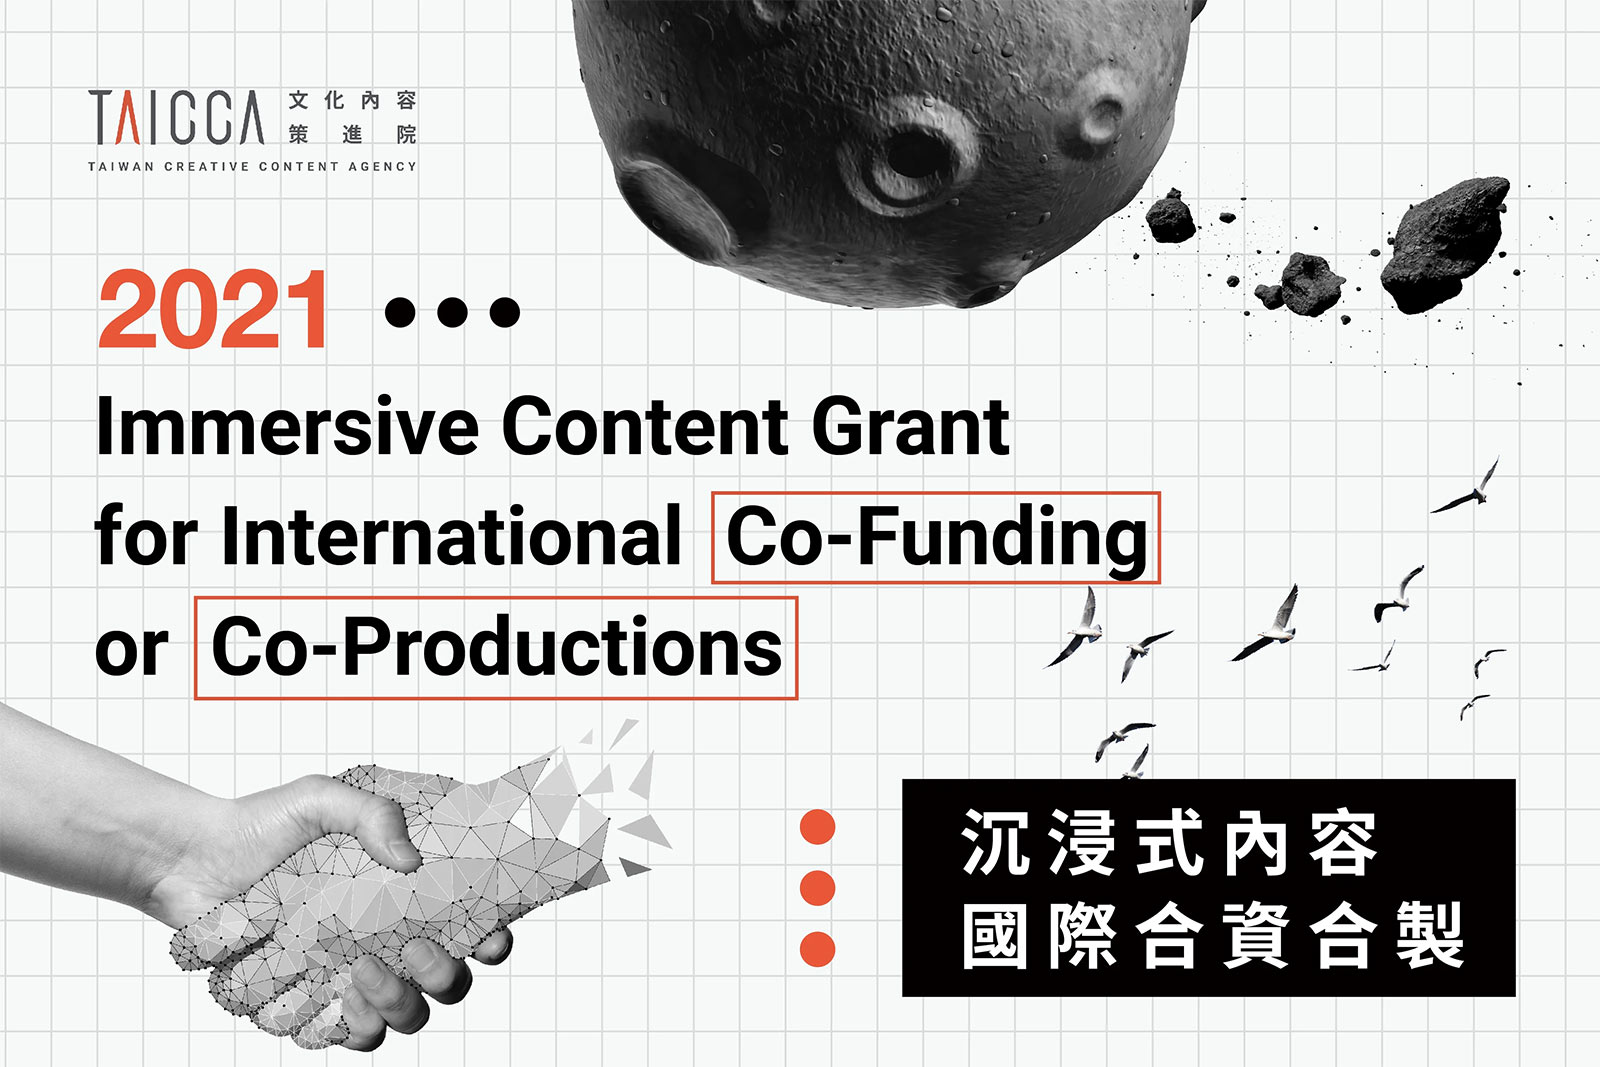 TAICCA
文化內容
策進院
TAIWAN CREATIVE CONTENT AGENCY
2021
Immersive Content Grant
for International Co-Funding
or Co-Productions
沉浸式內容
國際合資合製